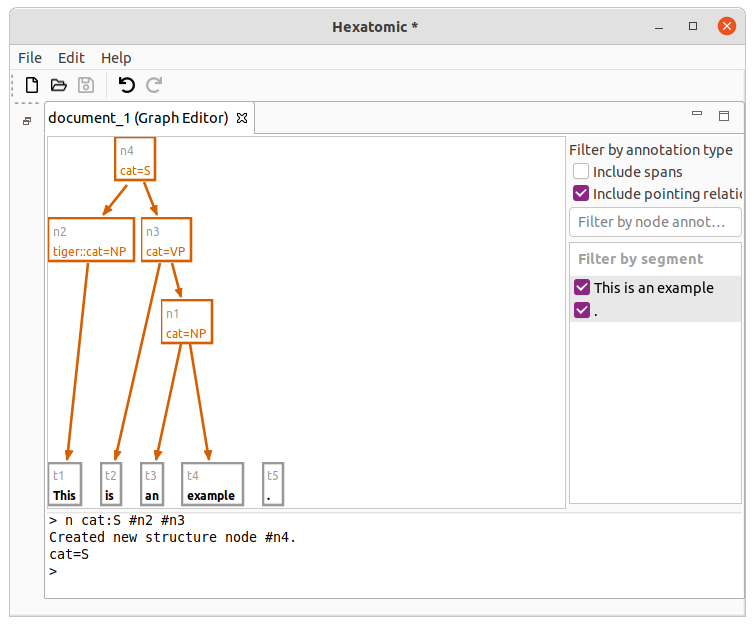 Hexatomic *
File Edit Help
document_1 (Graph Editor)
n4
cat=S
n2
tiger::cat=NP
n3
cat=VP
n1
cat=NP
t1
This
t2
is
t3
an
t4
example
t5
.
Filter by annotation type
Include spans
Include pointing relatic
Filter by node annot...
Filter by segment
This is an example
.
> n cat:S #n2 #n3
Created new structure node #n4.
cat=S
>